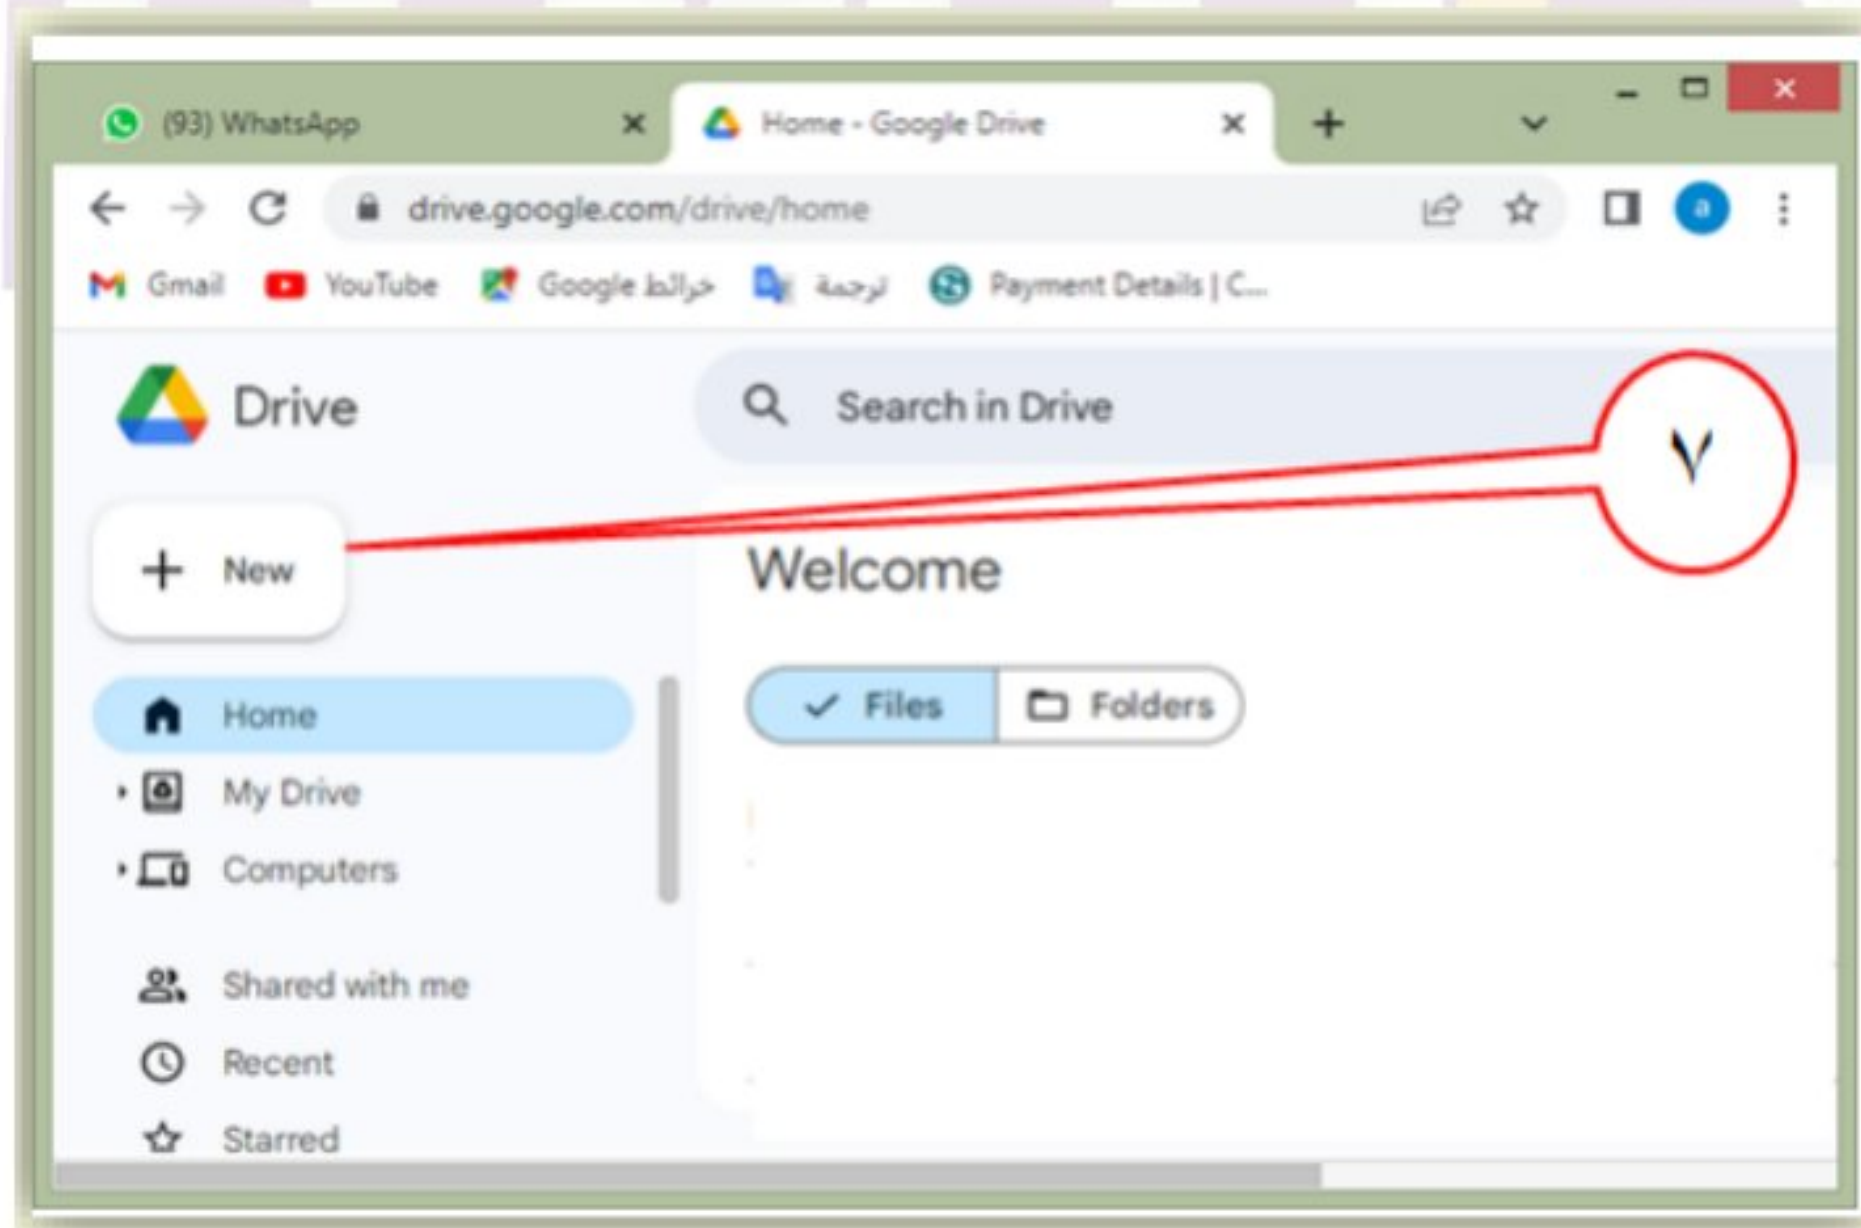 (93) WhatsApp
Home - Google Drive
drive.google.com/drive/home
a
Gmail YouTube خرائط Google ترجمة Payment Details | C...
Drive
Search in Drive
٧
New
Welcome
Files
Folders
Home
My Drive
Computers
Shared with me
Recent
Starred